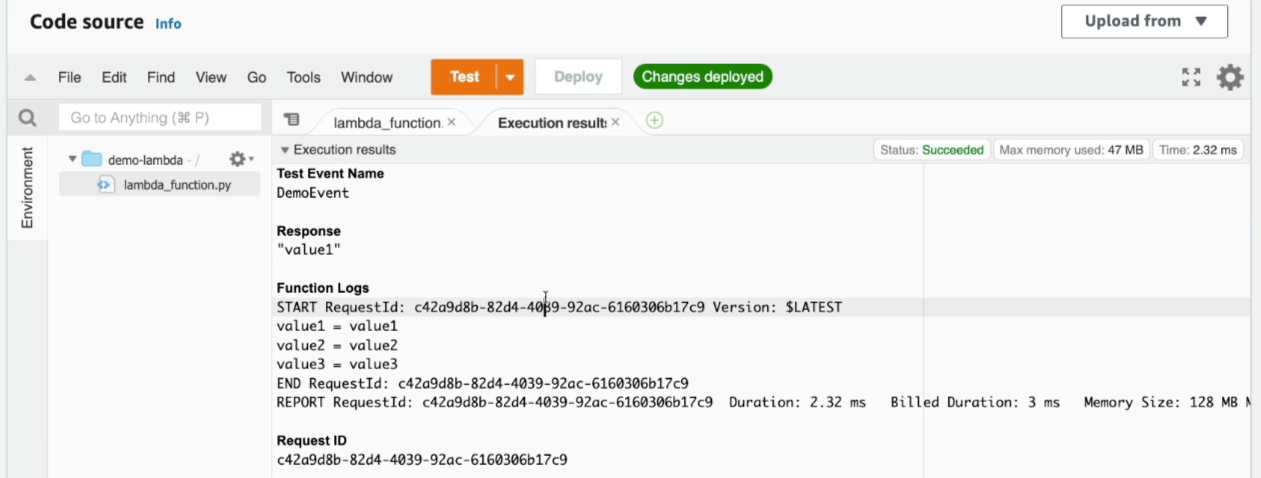 Code source Info
Upload from
File Edit Find View Go Tools Window Test Deploy Changes deployed
Go to Anything (⌘ P)
lambda_function.
Execution results
Environment
demo-lambda - /
lambda_function.py
Execution results
Status: Succeeded Max memory used: 47 MB Time: 2.32 ms
Test Event Name
DemoEvent
Response
"value1"
Function Logs
START RequestId: c42a9d8b-82d4-4039-92ac-6160306b17c9 Version: $LATEST
value1 = value1
value2 = value2
value3 = value3
END RequestId: c42a9d8b-82d4-4039-92ac-6160306b17c9
REPORT RequestId: c42a9d8b-82d4-4039-92ac-6160306b17c9 Duration: 2.32 ms Billed Duration: 3 ms Memory Size: 128 MB
Request ID
c42a9d8b-82d4-4039-92ac-6160306b17c9